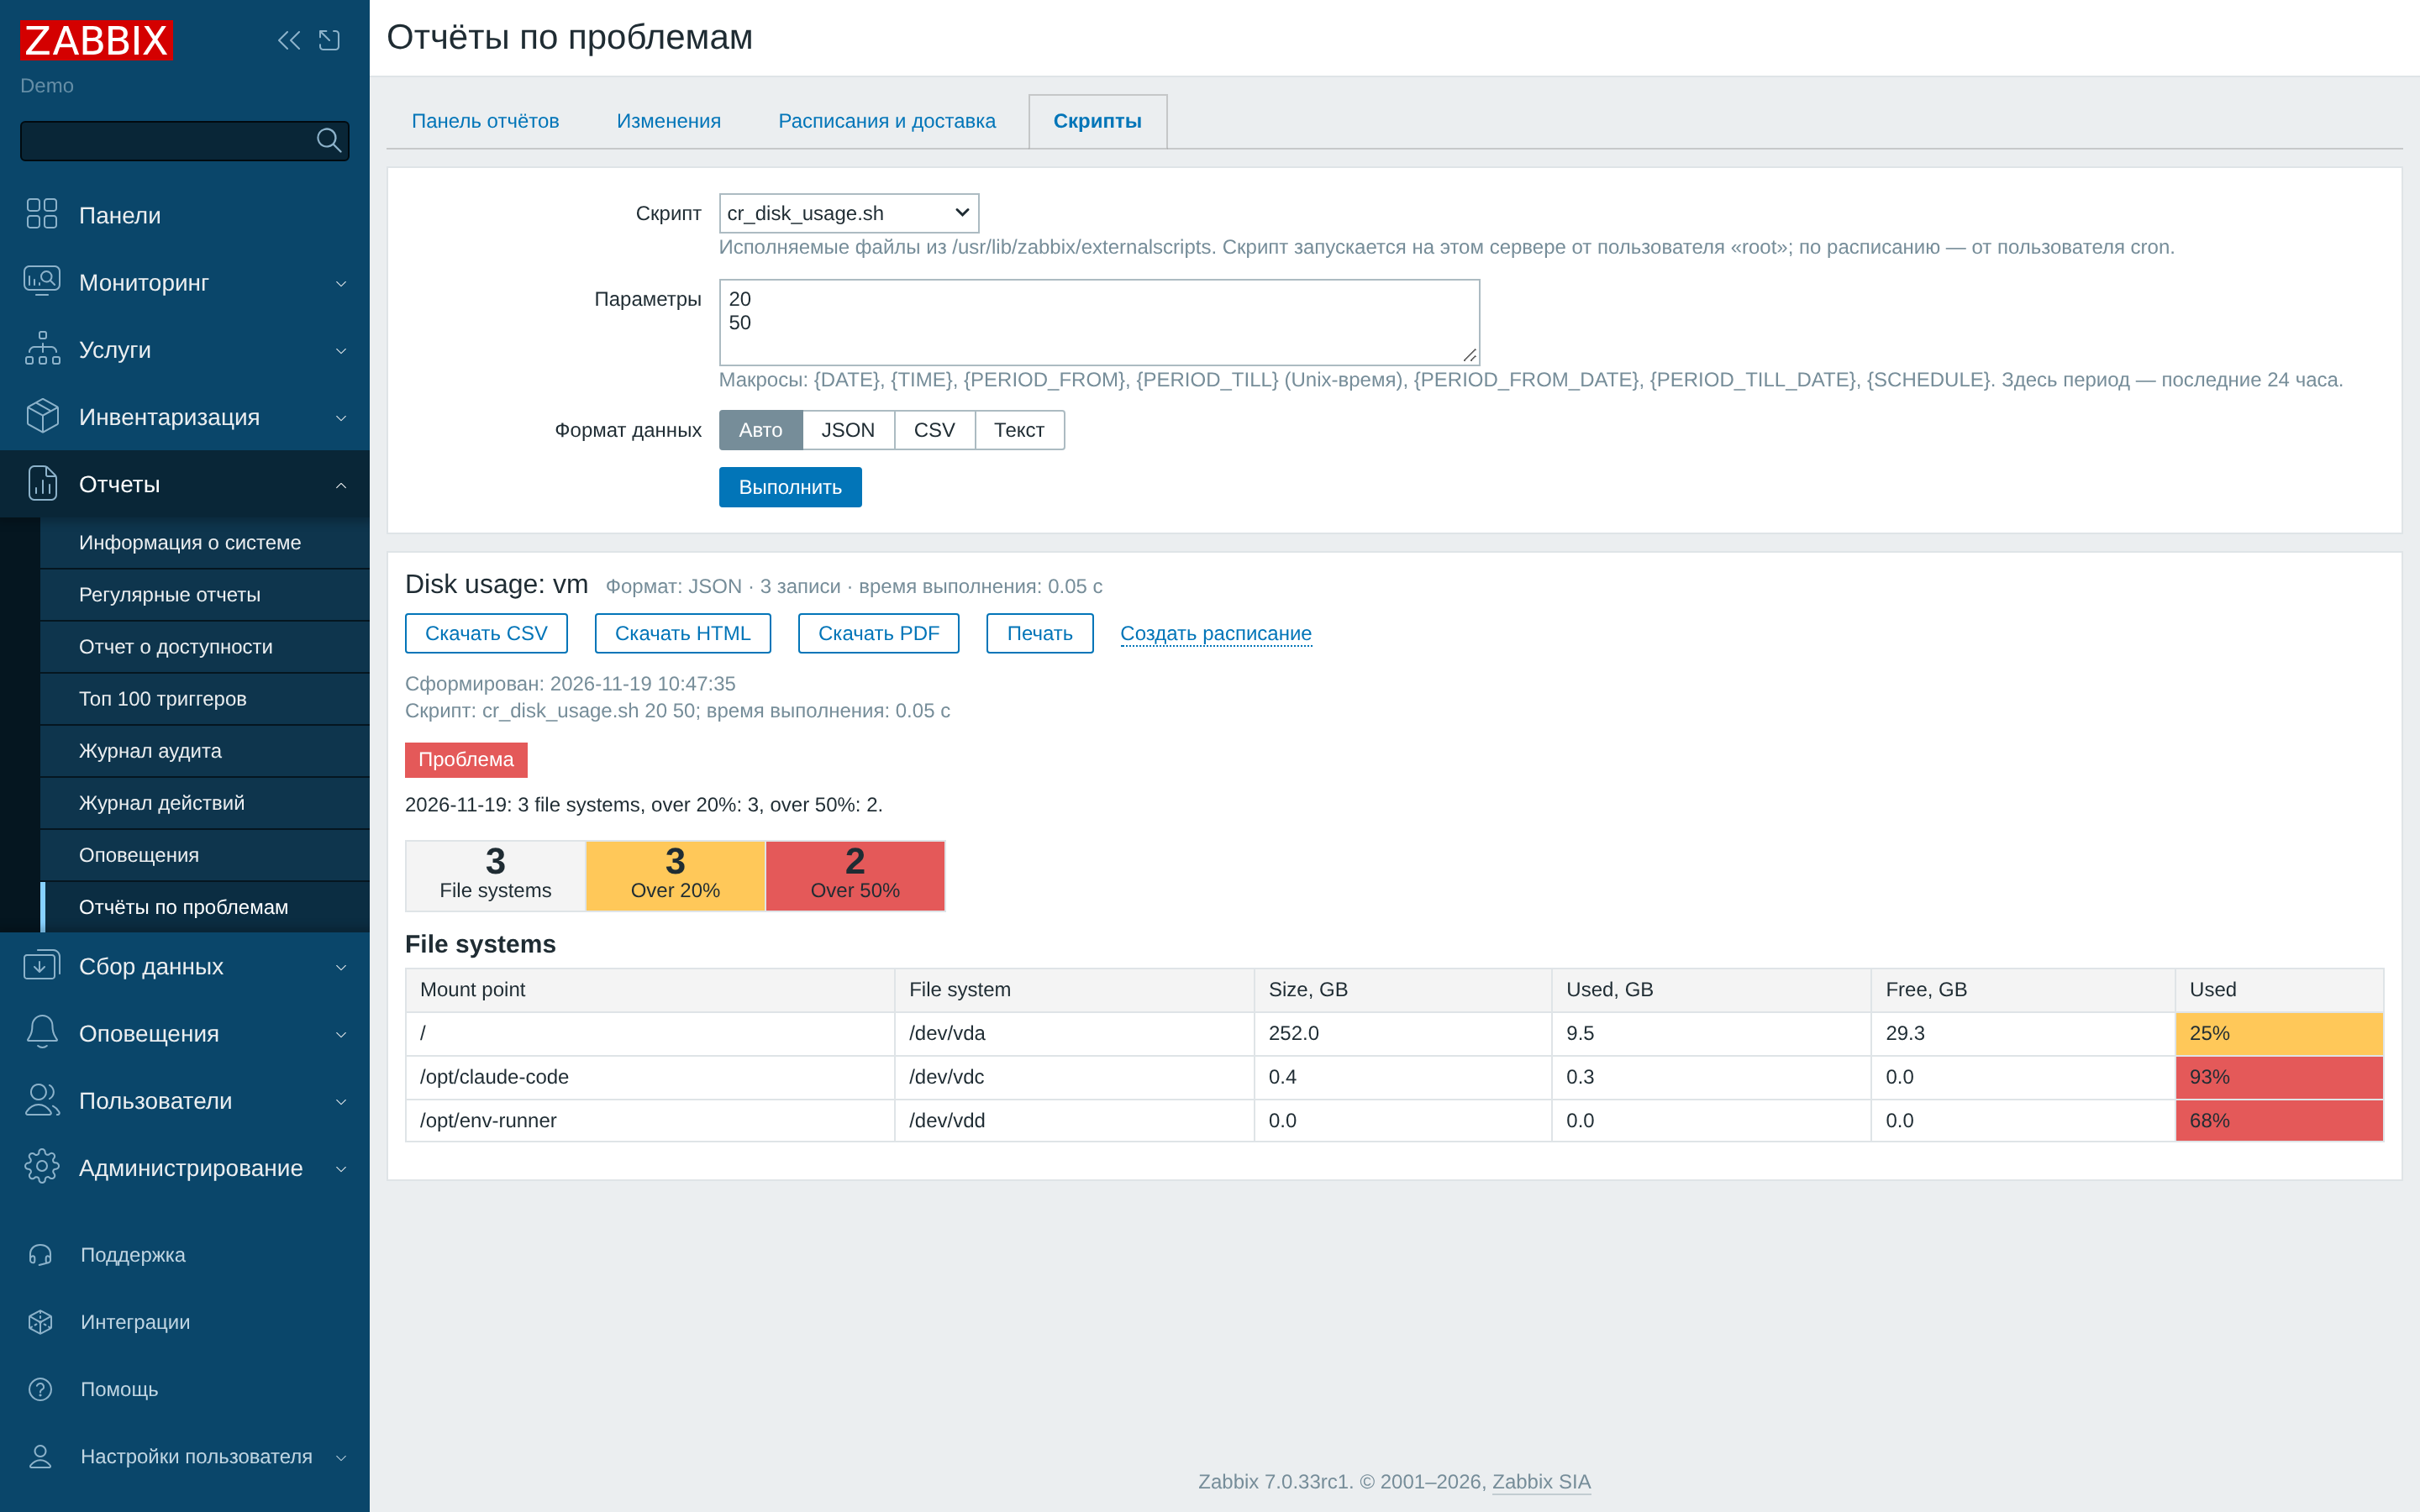 ZABBIX
Demo
Панели
Мониторинг
Услуги
Инвентаризация
Отчеты
Информация о системе
Регулярные отчеты
Отчет о доступности
Топ 100 триггеров
Журнал аудита
Журнал действий
Оповещения
Отчёты по проблемам
Сбор данных
Оповещения
Пользователи
Администрирование
Поддержка
Интеграции
Помощь
Настройки пользователя
Отчёты по проблемам
Панель отчётов Изменения Расписания и доставка Скрипты
Скрипт cr_disk_usage.sh
Исполняемые файлы из /usr/lib/zabbix/externalscripts. Скрипт запускается на этом сервере от пользователя «root»; по расписанию — от пользователя cron.
Параметры 20
50
Макросы: {DATE}, {TIME}, {PERIOD_FROM}, {PERIOD_TILL} (Unix-время), {PERIOD_FROM_DATE}, {PERIOD_TILL_DATE}, {SCHEDULE}. Здесь период — последние 24 часа.
Формат данных Авто JSON CSV Текст
Выполнить
Disk usage: vm Формат: JSON · 3 записи · время выполнения: 0.05 с
Скачать CSV Скачать HTML Скачать PDF Печать Создать расписание
Сформирован: 2026-11-19 10:47:35
Скрипт: cr_disk_usage.sh 20 50; время выполнения: 0.05 с
Проблема
2026-11-19: 3 file systems, over 20%: 3, over 50%: 2.
3 3 2
File systems Over 20% Over 50%
File systems
Mount point File system Size, GB Used, GB Free, GB Used
/ /dev/vda 252.0 9.5 29.3 25%
/opt/claude-code /dev/vdc 0.4 0.3 0.0 93%
/opt/env-runner /dev/vdd 0.0 0.0 0.0 68%
Zabbix 7.0.33rc1. © 2001–2026, Zabbix SIA